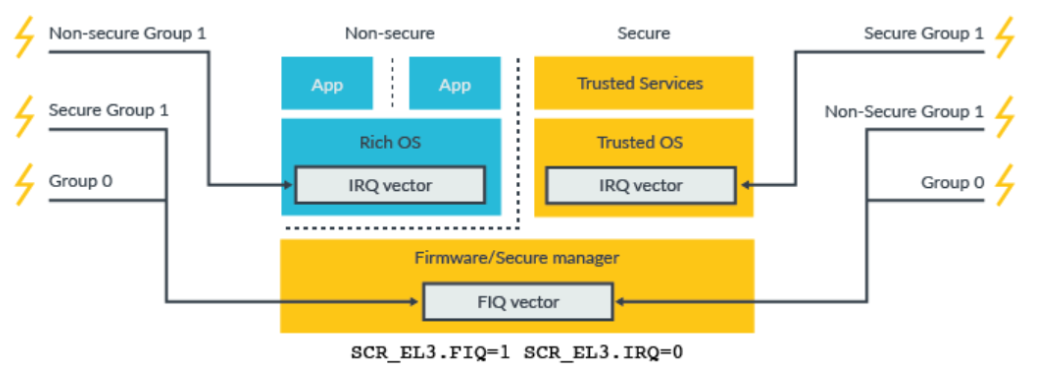 Non-secure Group 1
Non-secure
Secure
Secure Group 1
App
App
Trusted Services
Secure Group 1
Non-Secure Group 1
Rich OS
Trusted OS
Group 0
IRQ vector
IRQ vector
Group 0
Firmware/Secure manager
FIQ vector
SCR_EL3.FIQ=1 SCR_EL3.IRQ=0